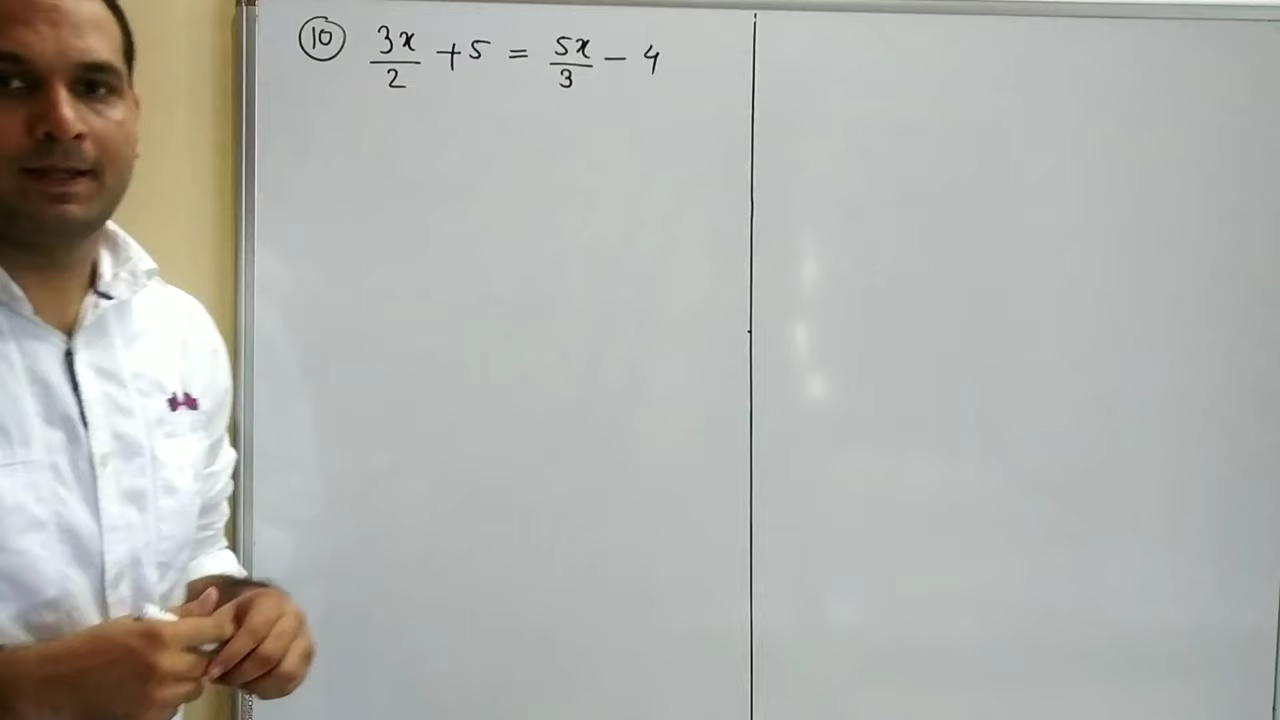 ⑩ 3x/2 + 5 = 5x/3 - 4